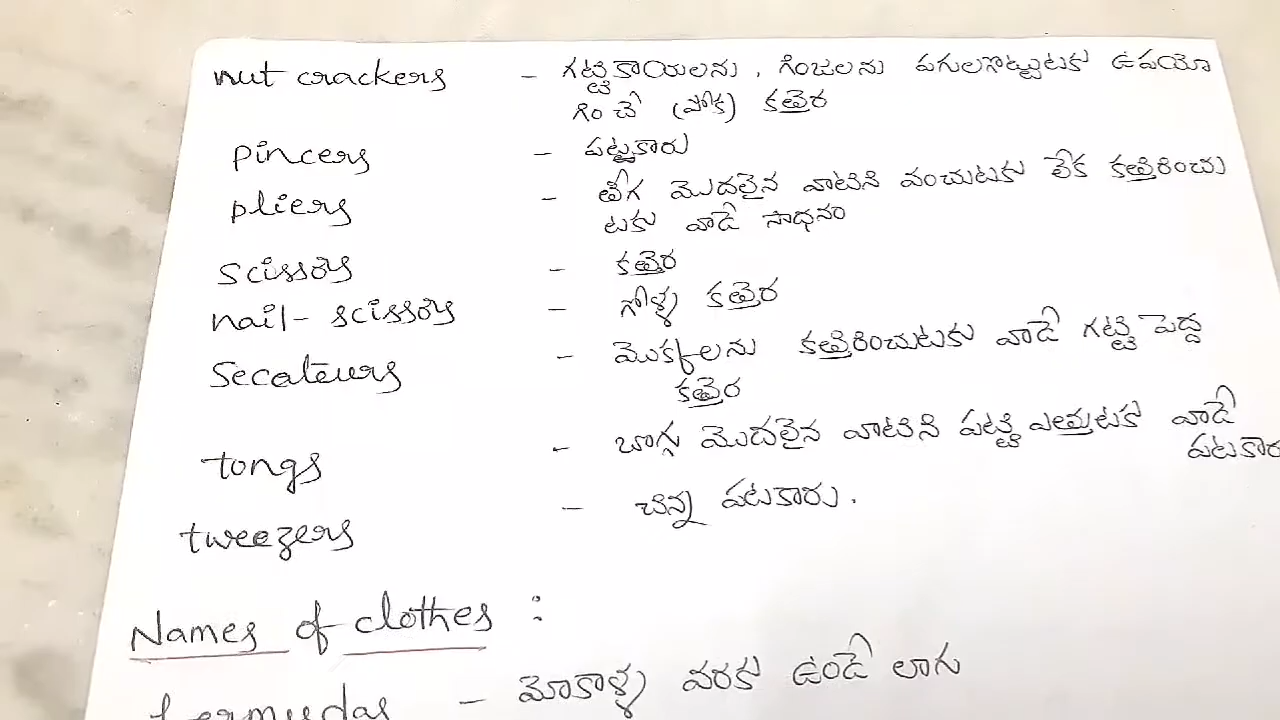 nut crackers - గట్టికాయలను, గింజలను పగులగొట్టుటకు ఉపయో
గించే (పోక) కత్తెర
pincers - పట్టుకారు
pliers - తీగ మొదలైన వాటిని వంచుటకు లేక కత్తిరించు
టకు వాడే సాధనం
scissors - కత్తెర
nail-scissors - గోళ్ళ కత్తెర
Secateurs - మొక్కలను కత్తిరించుటకు వాడే గట్టి పెద్ద
కత్తెర
tongs - బొగ్గు మొదలైన వాటిని పట్టి ఎత్తుటకు వాడే
పటకారు
tweezers - చిన్న పటకారు.
Names of clothes :
bermudas - మోకాళ్ళ వరకు ఉండే లాగు